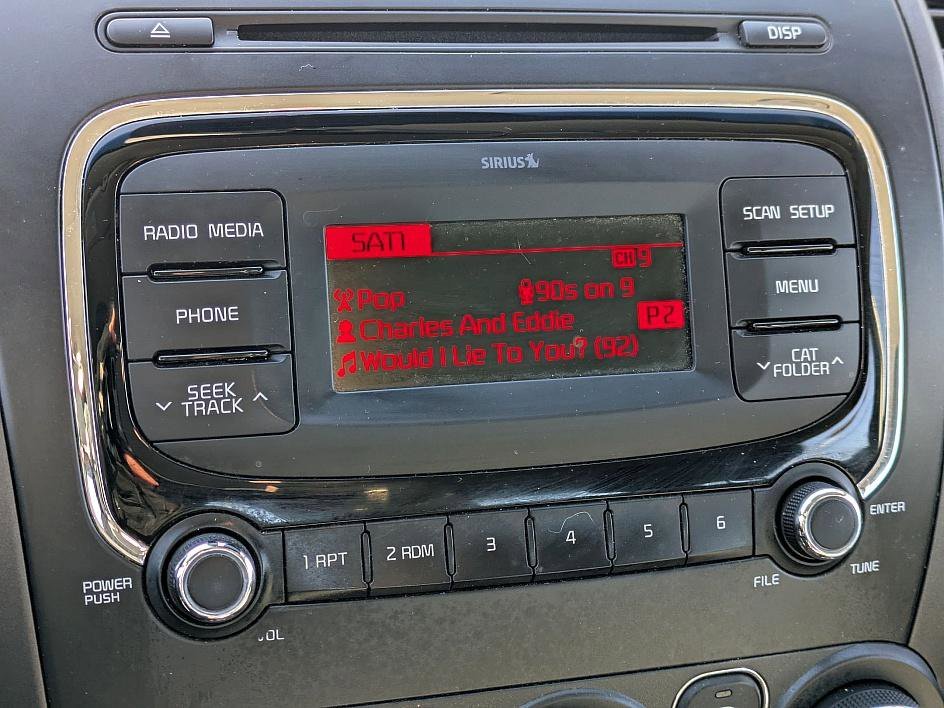 DISP
SIRIUS
RADIO MEDIA
PHONE
SEEK
TRACK
SAT1
CH 9
Pop 90s on 9
Charles And Eddie P2
Would I Lie To You? (92)
SCAN SETUP
MENU
CAT
FOLDER
1 RPT
2 RDM
3
4
5
6
POWER
PUSH
VOL
ENTER
TUNE
FILE